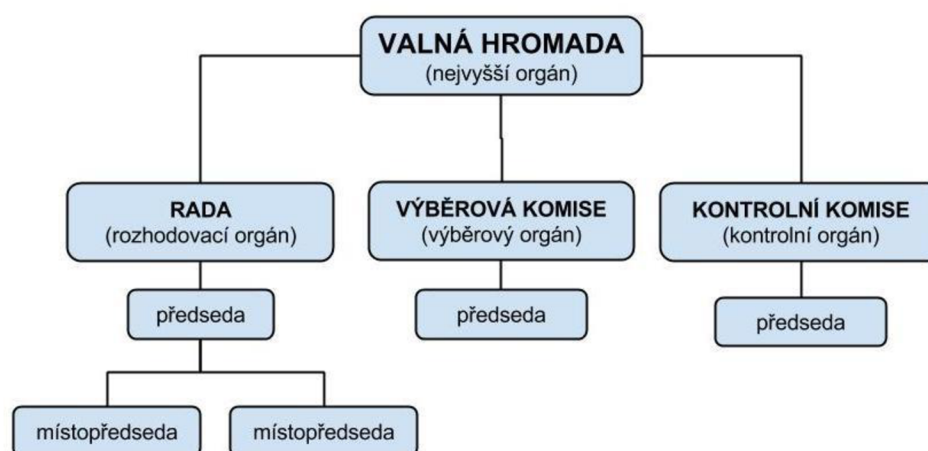 VALNÁ HROMADA
(nejvyšší orgán)
RADA
(rozhodovací orgán)
VÝBĚROVÁ KOMISE
(výběrový orgán)
KONTROLNÍ KOMISE
(kontrolní orgán)
předseda
předseda
předseda
místopředseda
místopředseda